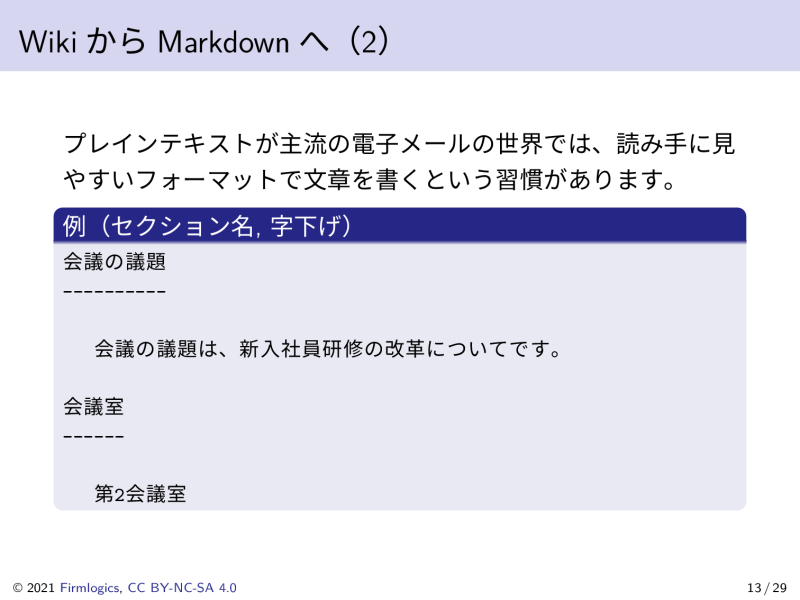 Wiki から Markdown へ（2）
プレインテキストが主流の電子メールの世界では、読み手に見
やすいフォーマットで文章を書くという習慣があります。
例（セクション名, 字下げ）
会議の議題
----------
会議の議題は、新入社員研修の改革についてです。
会議室
------
第2会議室
© 2021 Firmlogics, CC BY-NC-SA 4.0
13 / 29